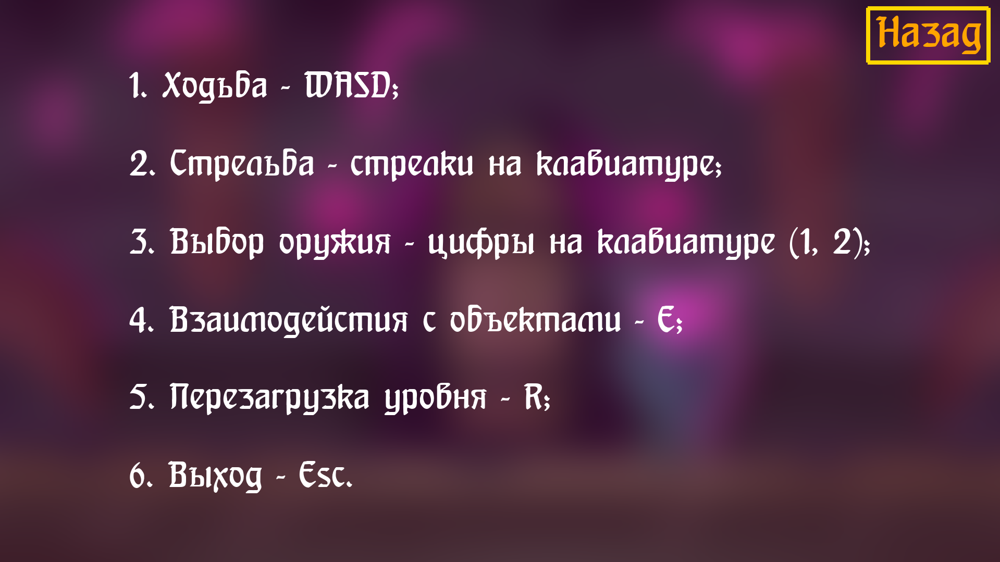 Назад
1. Ходьба - WASD;
2. Стрельба - стрелки на клавиатуре;
3. Выбор оружия - цифры на клавиатуре (1, 2);
4. Взаимодейстия с объектами - E;
5. Перезагрузка уровня - R;
6. Выход - Esc.